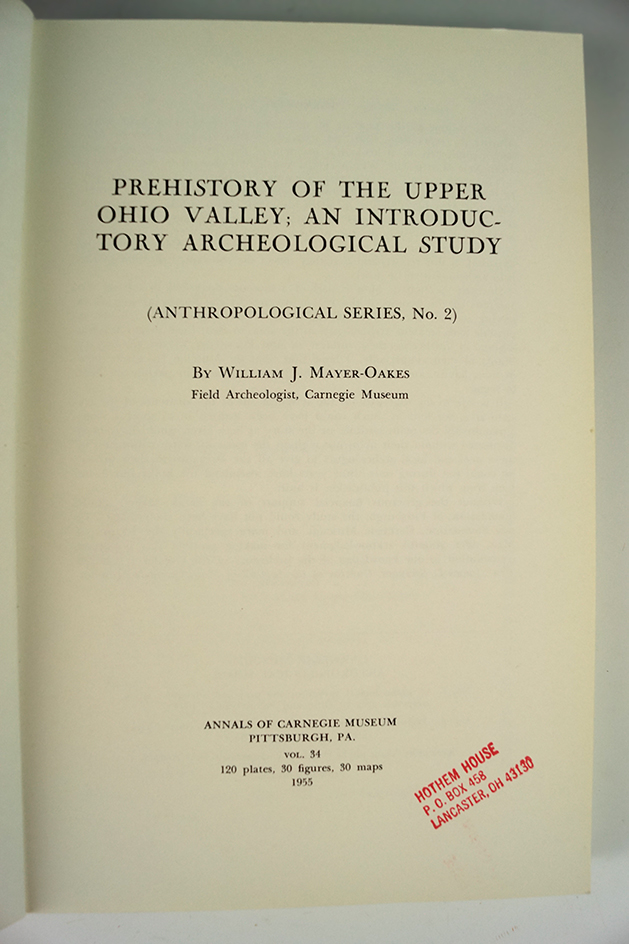 PREHISTORY OF THE UPPER
OHIO VALLEY; AN INTRODUC-
TORY ARCHEOLOGICAL STUDY
(ANTHROPOLOGICAL SERIES, No. 2)
By William J. Mayer-Oakes
Field Archeologist, Carnegie Museum
ANNALS OF CARNEGIE MUSEUM
PITTSBURGH, PA.
VOL. 34
120 plates, 30 figures, 30 maps
1955
HOTHEM HOUSE
P. O. BOX 458
LANCASTER, OH 43130